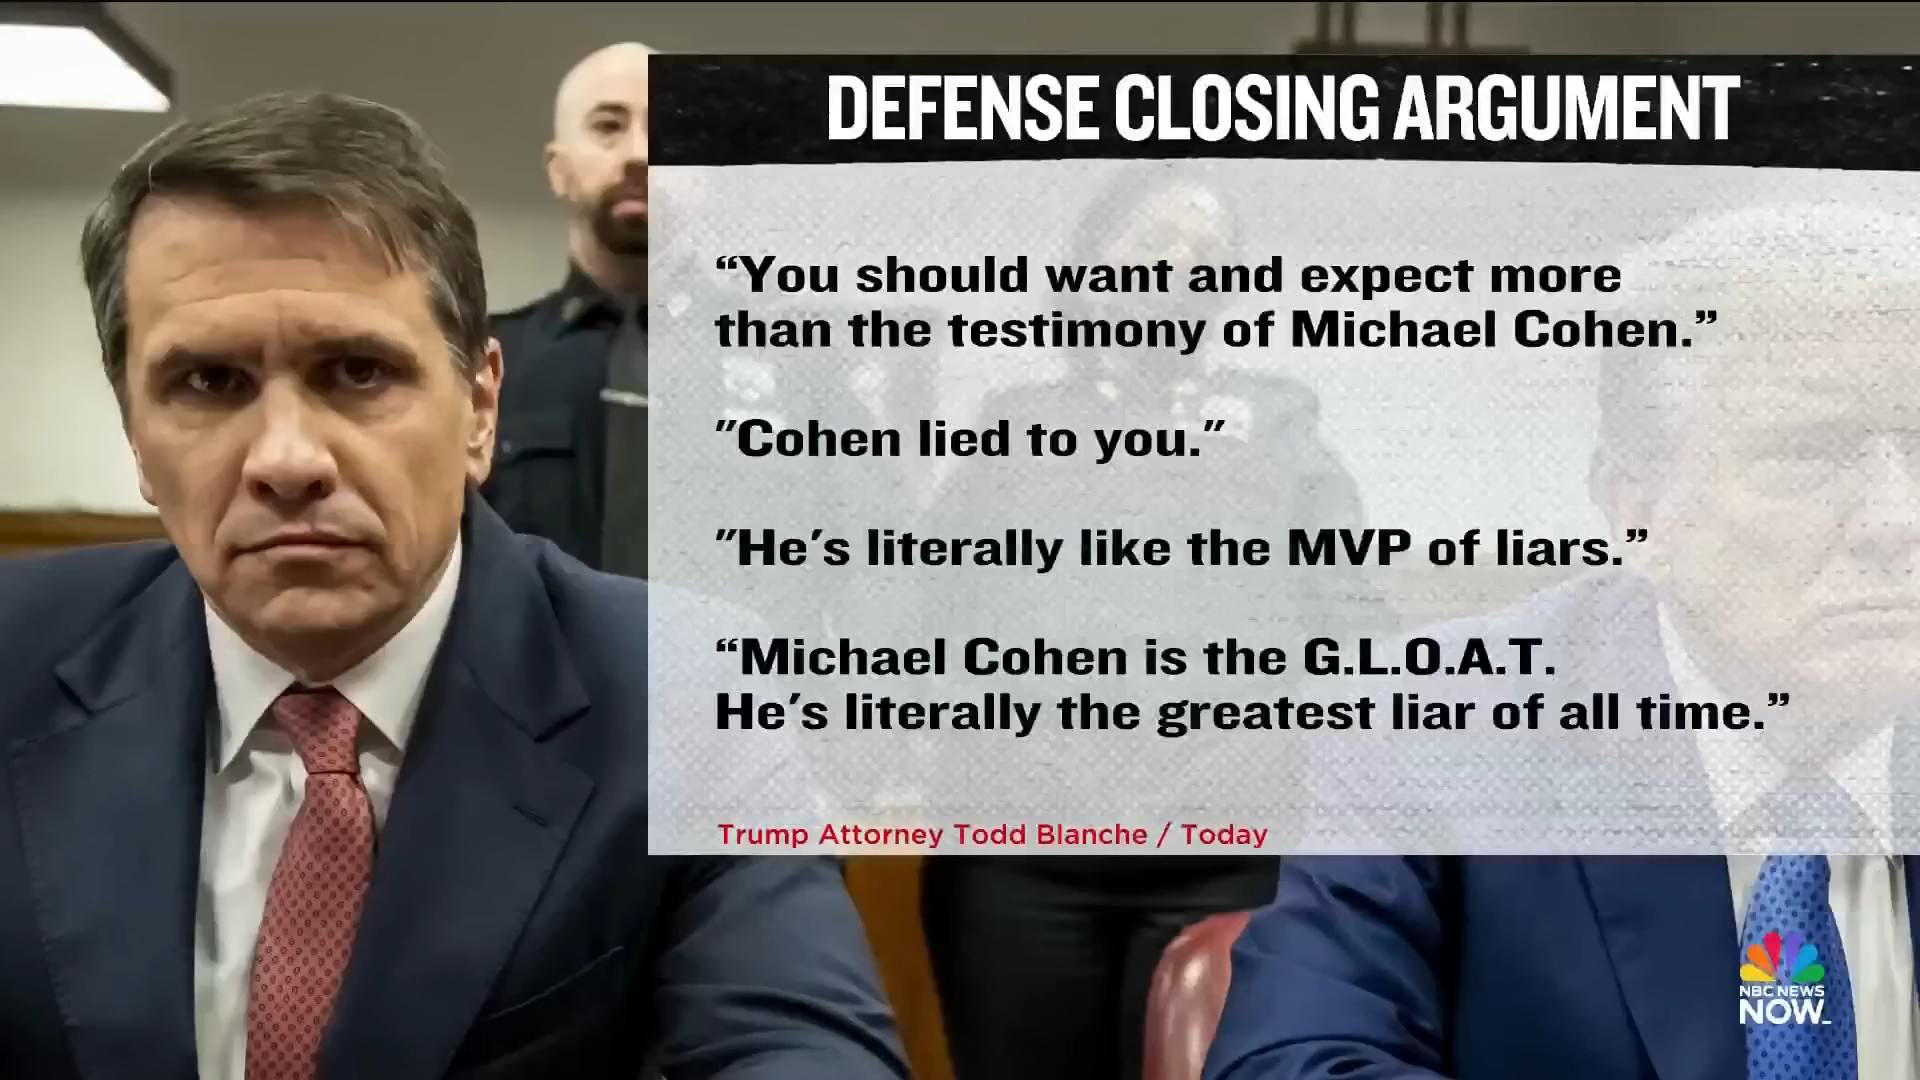 DEFENSE CLOSING ARGUMENT
“You should want and expect more
than the testimony of Michael Cohen.”
"Cohen lied to you.”
"He's literally like the MVP of liars.”
“Michael Cohen is the G.L.O.A.T.
He's literally the greatest liar of all time.”
Trump Attorney Todd Blanche / Today
NBC NEWS
NOW_